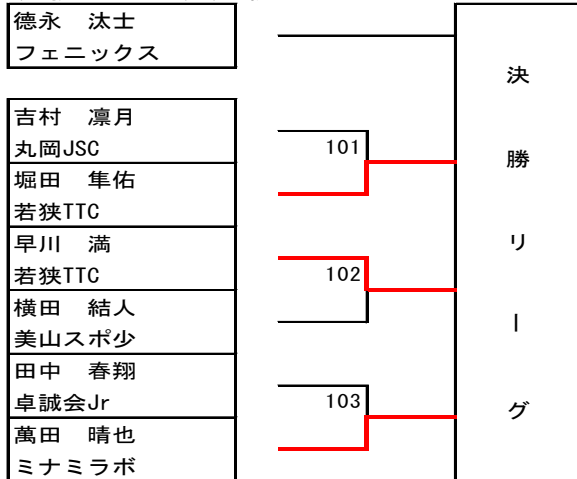 德永　汰士
フェニックス
吉村　凛月
丸岡JSC
堀田　隼佑
若狭TTC
早川　満
若狭TTC
横田　結人
美山スポ少
田中　春翔
卓誠会Jr
萬田　晴也
ミナミラボ
101
102
103
決勝リーグ